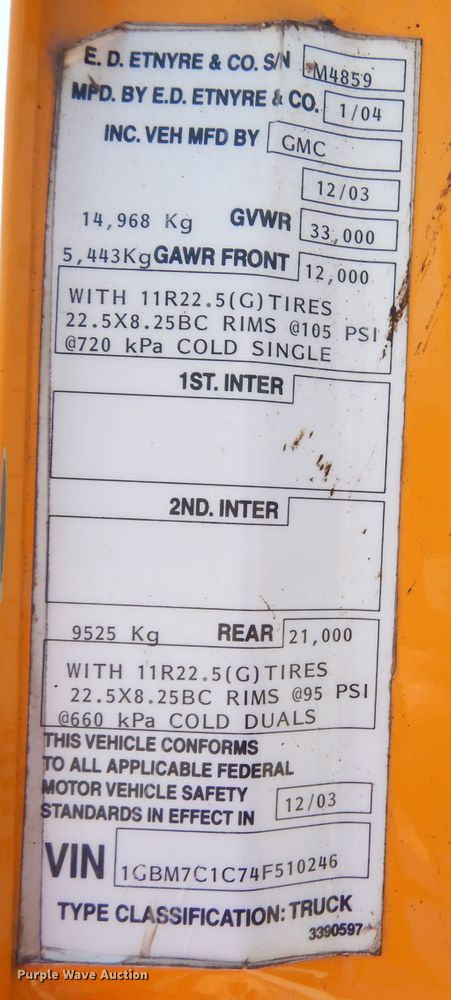 E. D. ETNYRE & CO. S/N M4859
MFD. BY E.D. ETNYRE & CO. 1/04
INC. VEH MFD BY GMC
12/03
14,968 Kg GVWR 33,000
5,443Kg GAWR FRONT 12,000
WITH 11R22.5(G)TIRES
22.5X8.25BC RIMS @105 PSI
@720 kPa COLD SINGLE
1ST. INTER
2ND. INTER
9525 Kg REAR 21,000
WITH 11R22.5(G)TIRES
22.5X8.25BC RIMS @95 PSI
@660 kPa COLD DUALS
THIS VEHICLE CONFORMS
TO ALL APPLICABLE FEDERAL
MOTOR VEHICLE SAFETY
STANDARDS IN EFFECT IN 12/03
VIN 1GBM7C1C74F510246
TYPE CLASSIFICATION: TRUCK
3390597
Purple Wave Auction